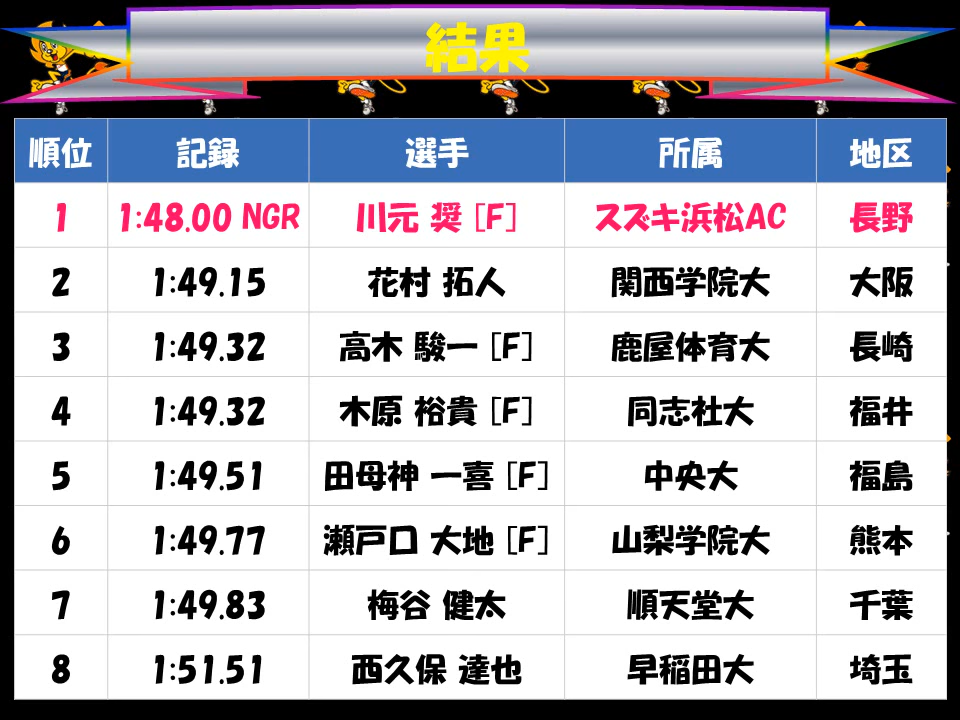 結果
順位 記録 選手 所属 地区
1 1:48.00 NGR 川元 奨 [F] スズキ浜松AC 長野
2 1:49.15 花村 拓人 関西学院大 大阪
3 1:49.32 高木 駿一 [F] 鹿屋体育大 長崎
4 1:49.32 木原 裕貴 [F] 同志社大 福井
5 1:49.51 田母神 一喜 [F] 中央大 福島
6 1:49.77 瀬戸口 大地 [F] 山梨学院大 熊本
7 1:49.83 梅谷 健太 順天堂大 千葉
8 1:51.51 西久保 達也 早稲田大 埼玉